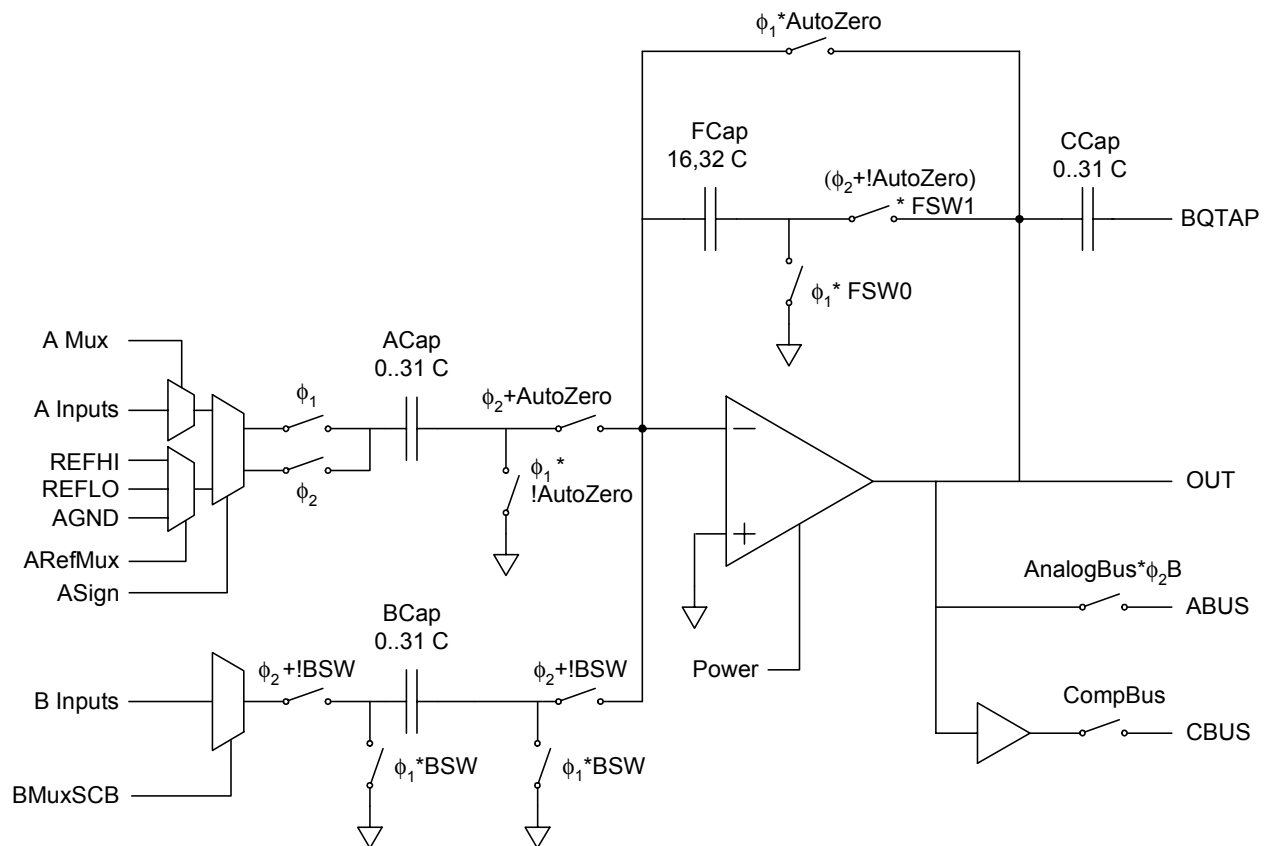 ϕ1*AutoZero
FCap
16,32 C
CCap
0..31 C
(ϕ2+!AutoZero)
* FSW1
BQTAP
ϕ1* FSW0
A Mux
ACap
0..31 C
A Inputs
ϕ1
ϕ2+AutoZero
REFHI
REFLO
AGND
ϕ2
ϕ1*
!AutoZero
OUT
ARefMux
ASign
AnalogBus*ϕ2B
ABUS
BCap
0..31 C
Power
B Inputs
ϕ2+!BSW
ϕ2+!BSW
CompBus
CBUS
ϕ1*BSW
ϕ1*BSW
BMuxSCB